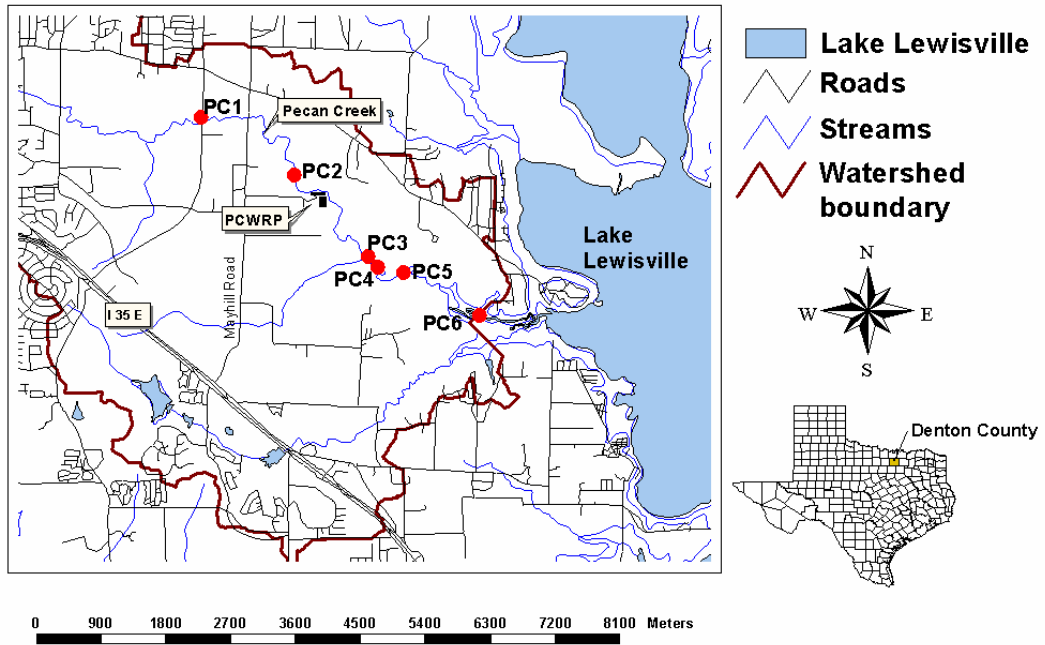 PC1
Pecan Creek
PC2
PCWRP
PC3
PC4
PC5
PC6
Mayhill Road
I 35 E
Lake
Lewisville
Lake Lewisville
Roads
Streams
Watershed
boundary
N
W
E
S
Denton County
0 900 1800 2700 3600 4500 5400 6300 7200 8100 Meters